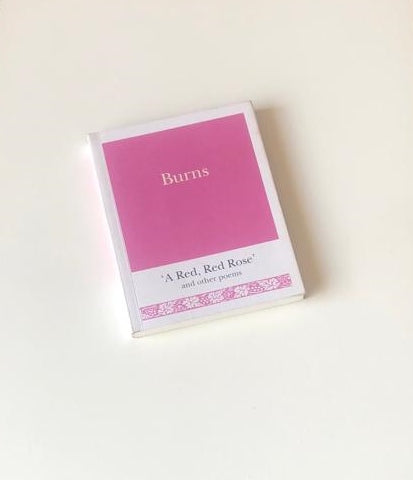 Burns
‘A Red, Red Rose’
and other poems